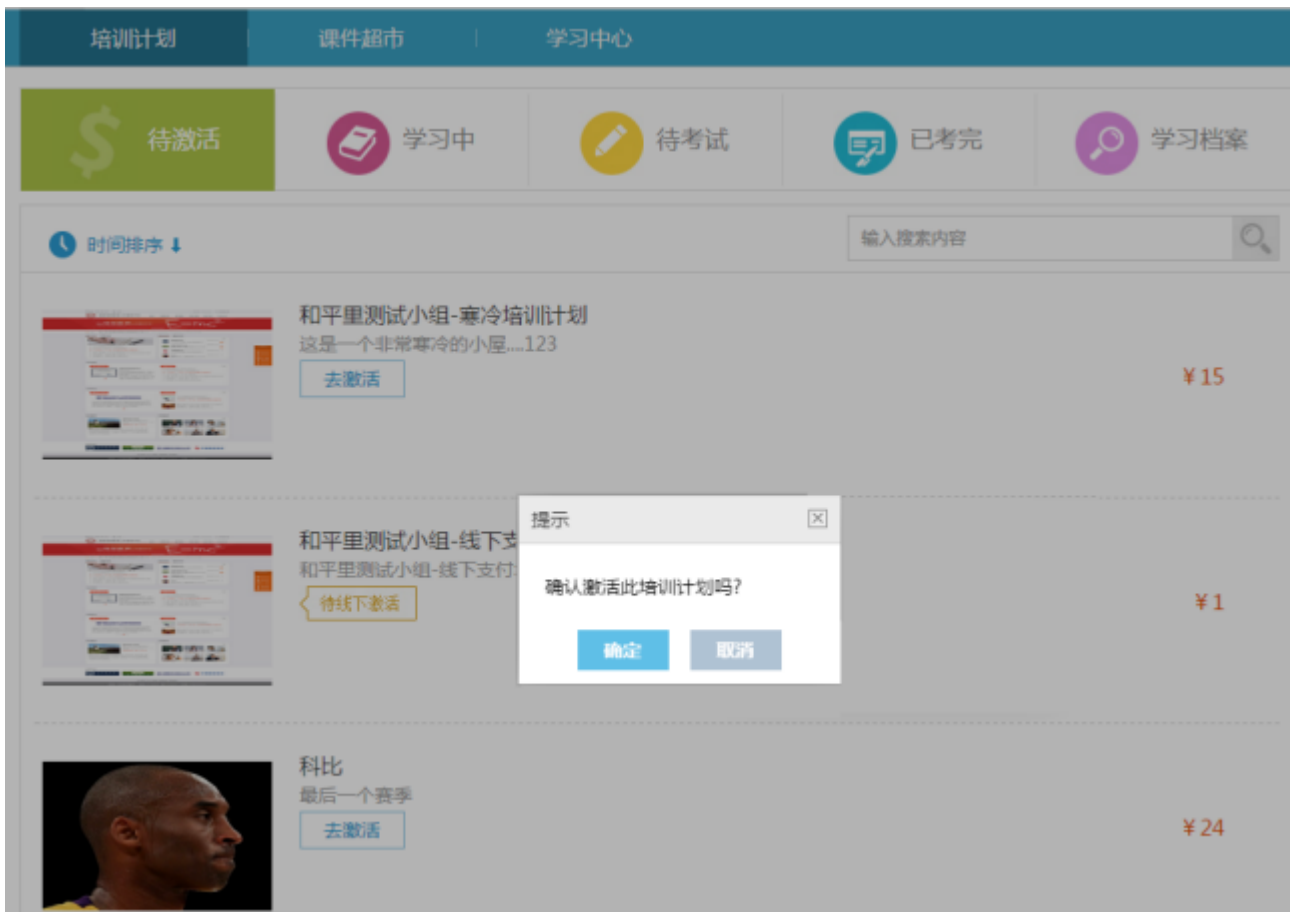 培训计划 课件超市 学习中心
待激活 学习中 待考试 已考完 学习档案
时间排序 输入搜索内容
和平里测试小组-寒冷培训计划
这是一个非常寒冷的小屋....123
去激活
¥ 15
提示
和平里测试小组-线下支
和平里测试小组-线下支付
确认激活此培训计划吗?
待线下激活
¥ 1
确定 取消
科比
最后一个赛季
去激活
¥ 24